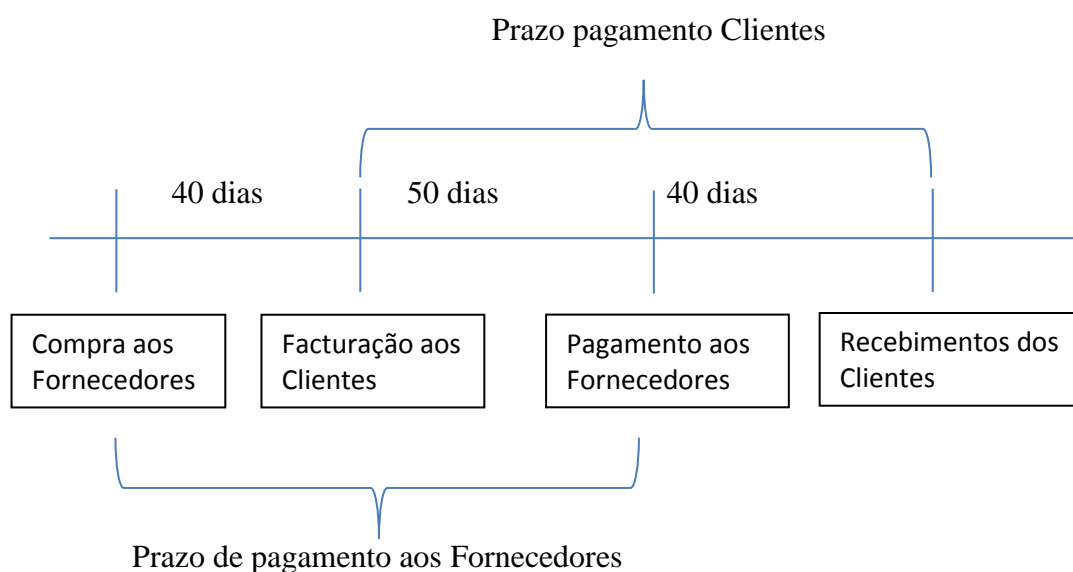 Prazo pagamento Clientes
40 dias
50 dias
40 dias
Compra aos
Fornecedores
Facturação aos
Clientes
Pagamento aos
Fornecedores
Recebimentos dos
Clientes
Prazo de pagamento aos Fornecedores